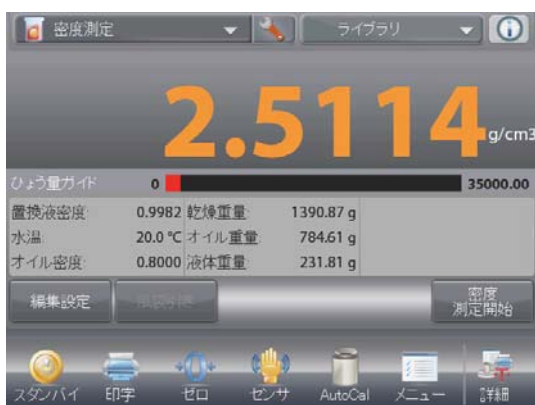 密度測定 ライブラリ
2.5114 g/cm3
ひょう量ガイド 0 35000.00
置換液密度: 0.9982 乾燥重量: 1390.87 g
水温: 20.0 °C オイル重量: 784.61 g
オイル密度: 0.8000 液体重量: 231.81 g
編集設定 密度
測定開始
スタンバイ 印字 ゼロ センサ AutoCal メニュー 詳細